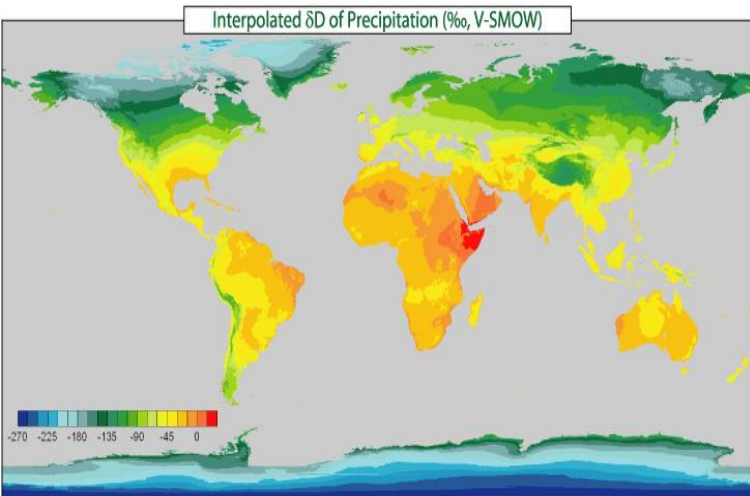 Interpolated δD of Precipitation (‰, V-SMOW)
-270 -225 -180 -135 -90 -45 0